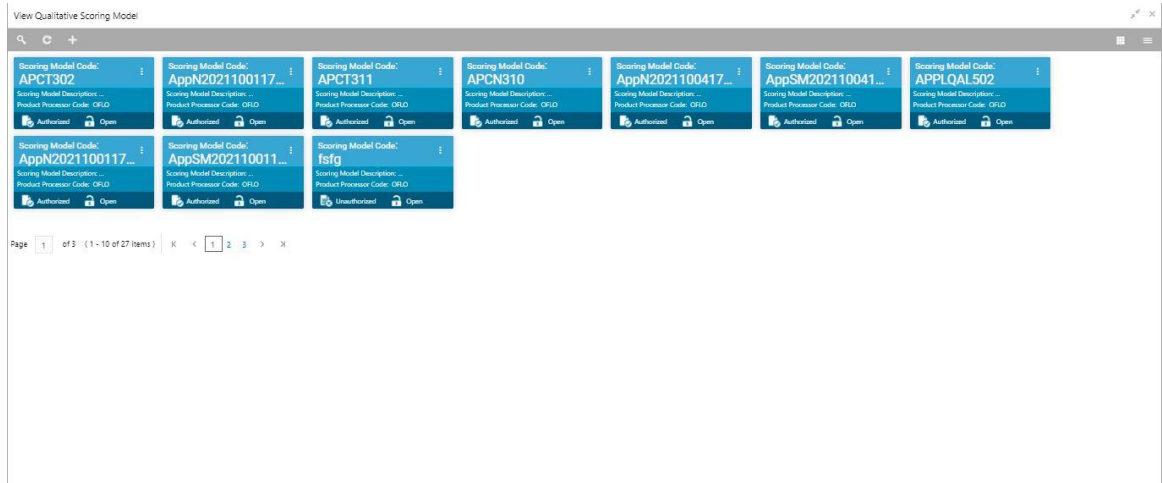 View Qualitative Scoring Model
Scoring Model Code:
APCT302
Scoring Model Description: ...
Product Processor Code: OFLO
Authorized Open
Scoring Model Code:
AppN2021100117...
Scoring Model Description: ...
Product Processor Code: OFLO
Authorized Open
Scoring Model Code:
APCT311
Scoring Model Description: ...
Product Processor Code: OFLO
Authorized Open
Scoring Model Code:
APCN310
Scoring Model Description: ...
Product Processor Code: OFLO
Authorized Open
Scoring Model Code:
AppN2021100417...
Scoring Model Description: ...
Product Processor Code: OFLO
Authorized Open
Scoring Model Code:
AppSM202110041...
Scoring Model Description: ...
Product Processor Code: OFLO
Authorized Open
Scoring Model Code:
APPLQAL502
Scoring Model Description: ...
Product Processor Code: OFLO
Authorized Open
Scoring Model Code:
AppN2021100117...
Scoring Model Description: ...
Product Processor Code: OFLO
Authorized Open
Scoring Model Code:
AppSM202110011...
Scoring Model Description: ...
Product Processor Code: OFLO
Authorized Open
Scoring Model Code:
fsfg
Scoring Model Description: ...
Product Processor Code: OFLO
Unauthorized Open
Page 1 of 3 (1 - 10 of 27 items) 1 2 3